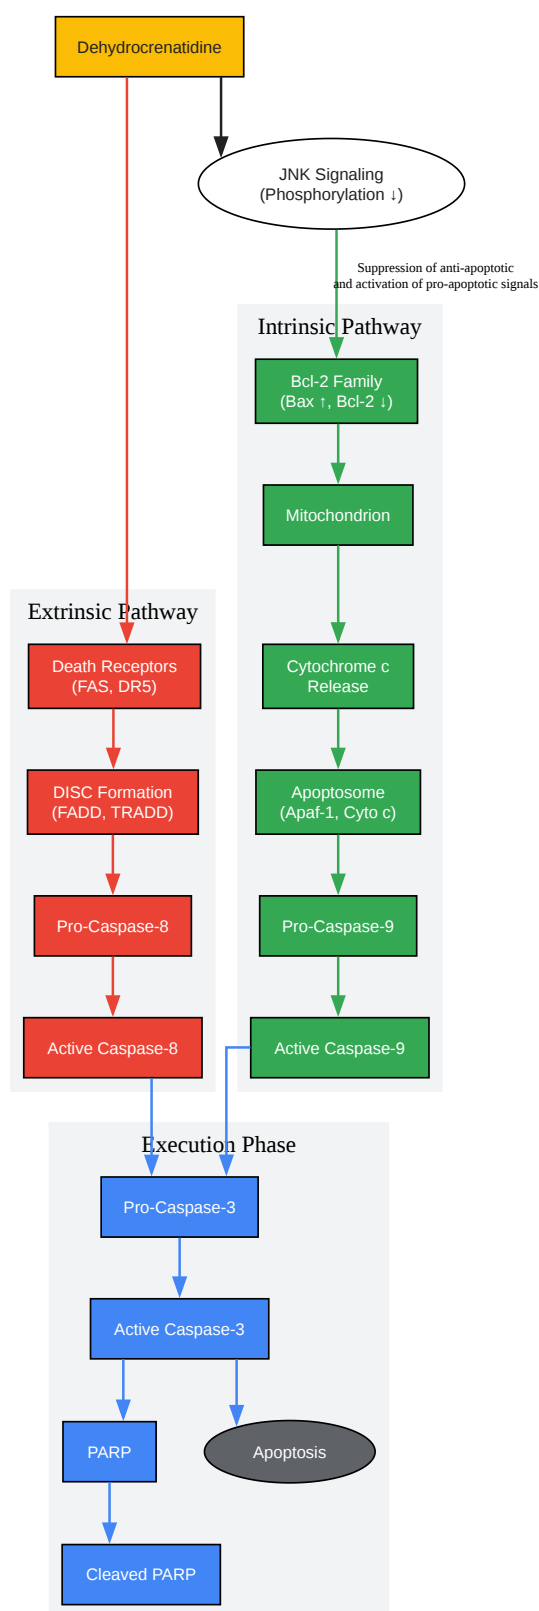 Dehydrocrenatidine
JNK Signaling
(Phosphorylation ↓)
Suppression of anti-apoptotic
and activation of pro-apoptotic signals
Intrinsic Pathway
Bcl-2 Family
(Bax ↑, Bcl-2 ↓)
Mitochondrion
Cytochrome c
Release
Apoptosome
(Apaf-1, Cyto c)
Pro-Caspase-9
Active Caspase-9
Extrinsic Pathway
Death Receptors
(FAS, DR5)
DISC Formation
(FADD, TRADD)
Pro-Caspase-8
Active Caspase-8
Execution Phase
Pro-Caspase-3
Active Caspase-3
PARP
Apoptosis
Cleaved PARP